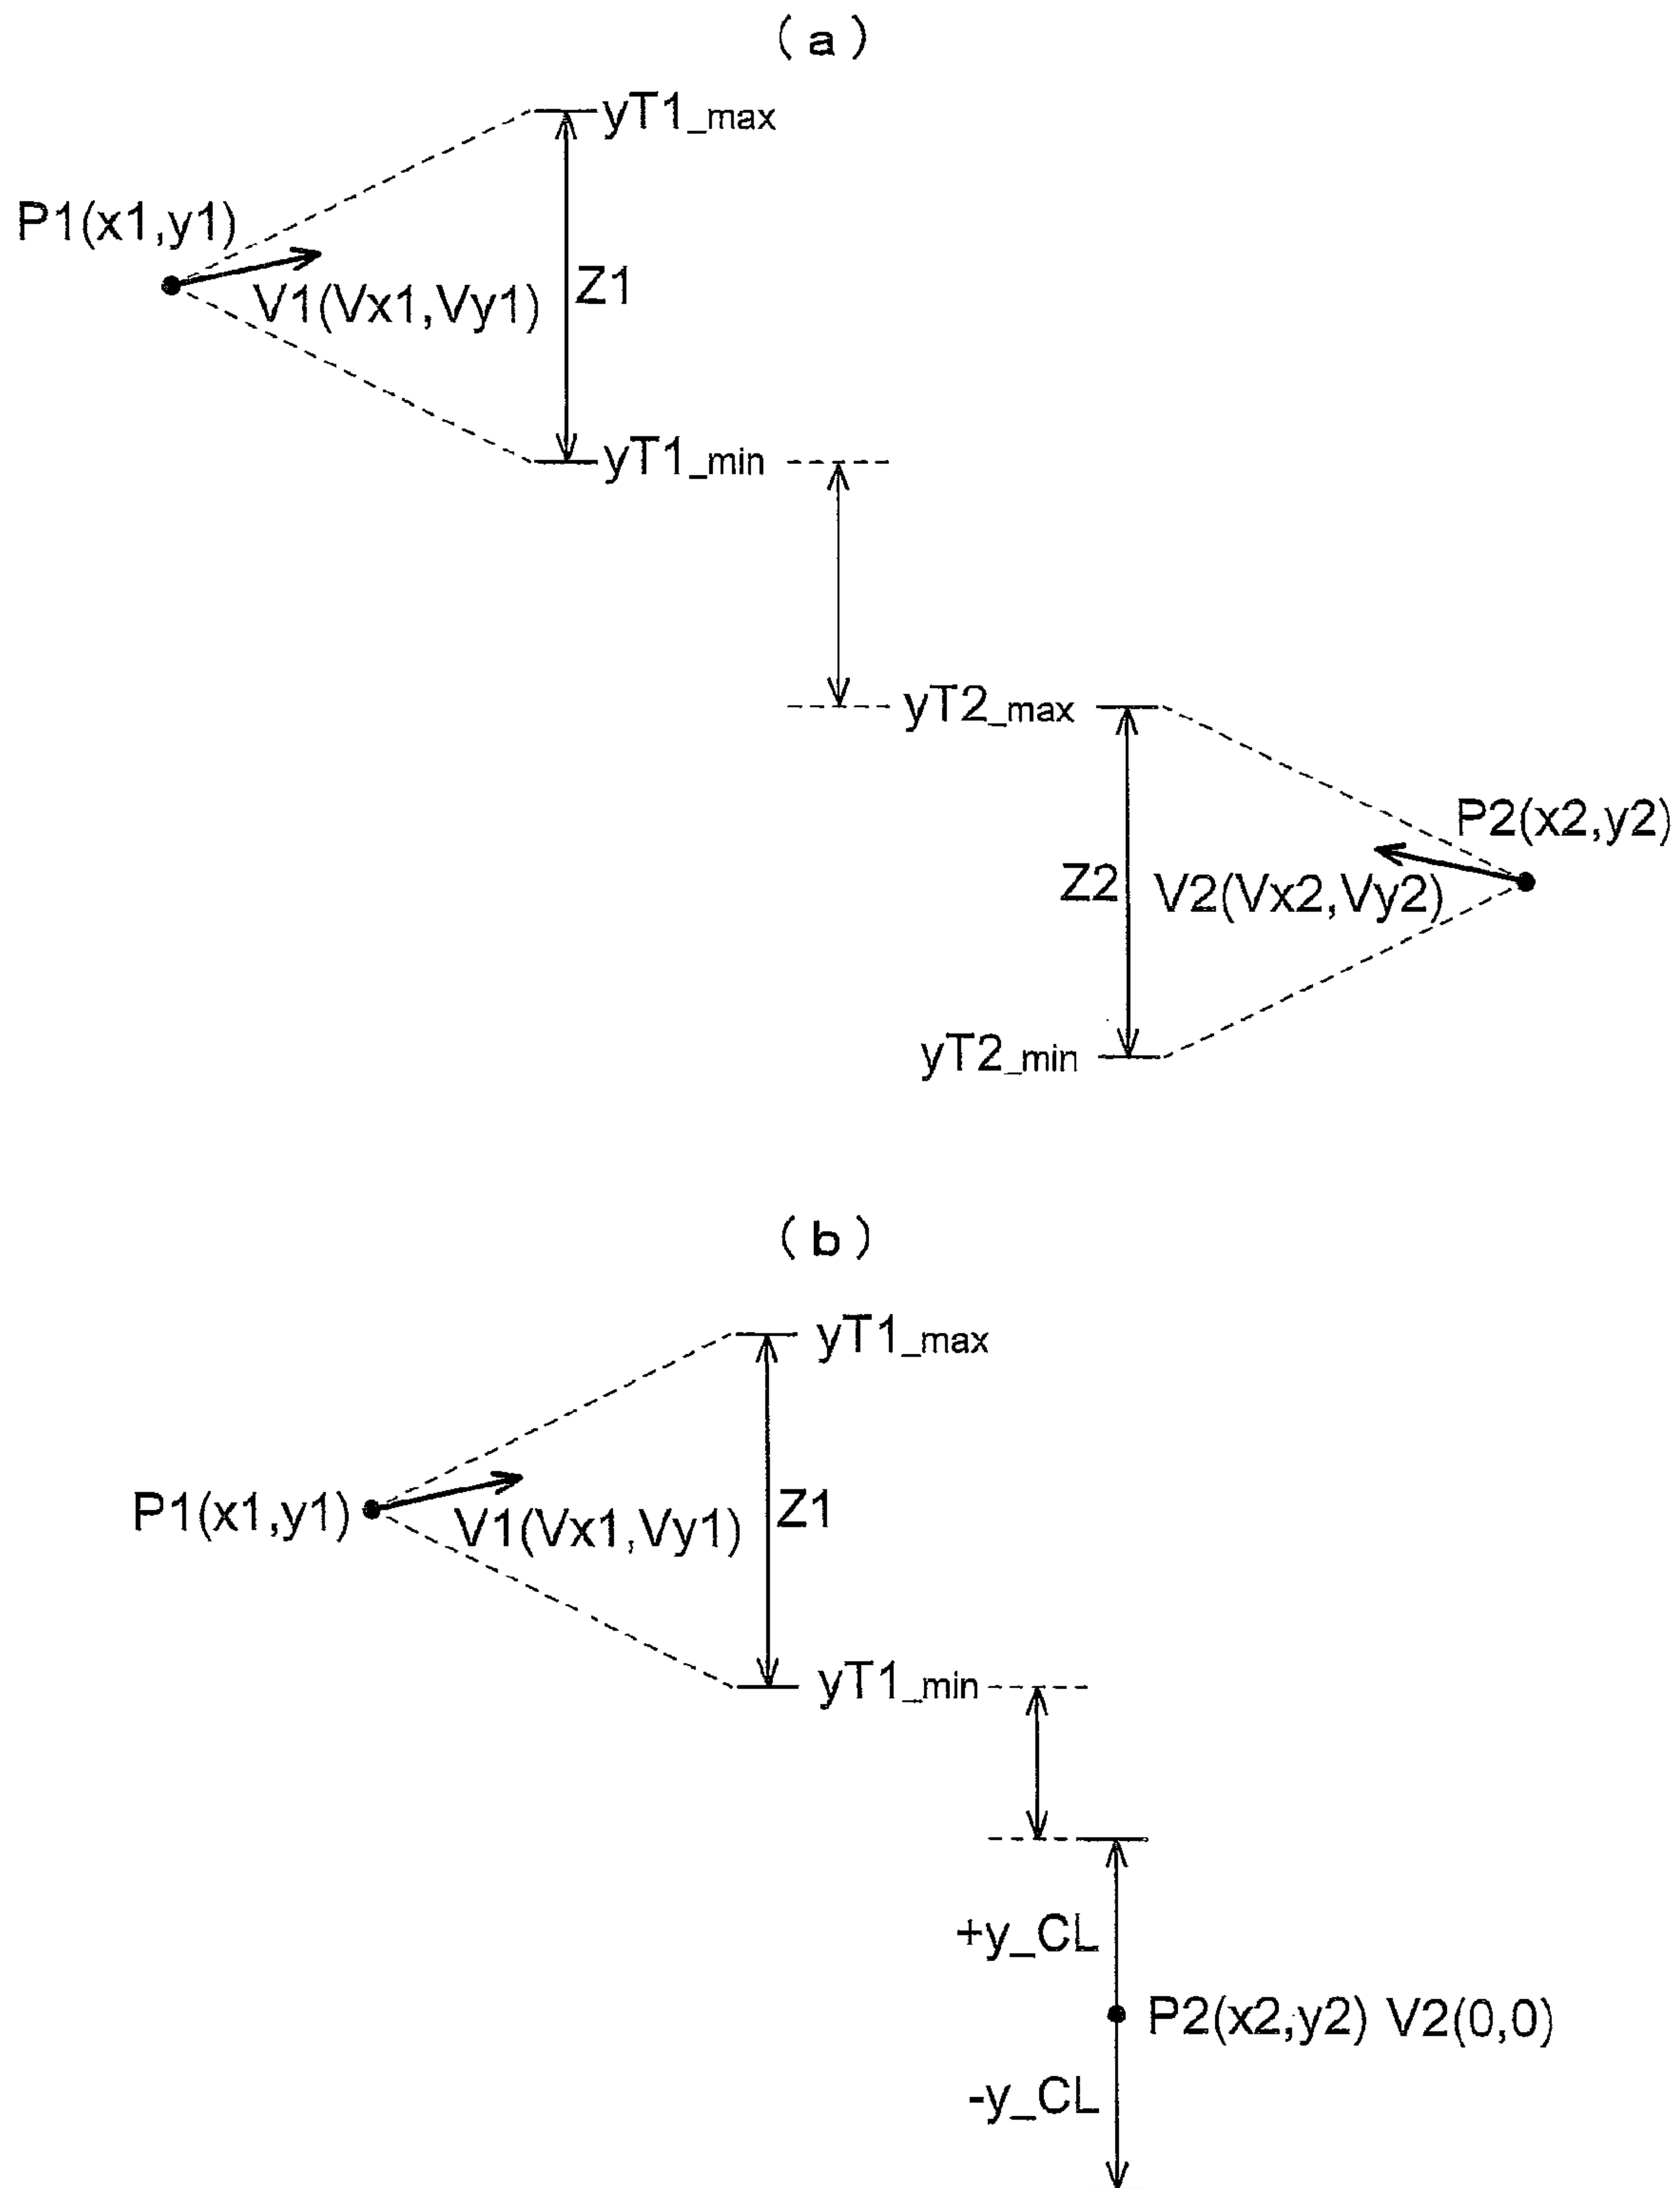 (a)
yT1_max
P1(x1,y1)
V1(Vx1,Vy1)
Z1
yT1_min
yT2_max
P2(x2,y2)
Z2
V2(Vx2,Vy2)
yT2_min
(b)
yT1_max
P1(x1,y1)
V1(Vx1,Vy1)
Z1
yT1_min
+y_CL
P2(x2,y2) V2(0,0)
-y_CL